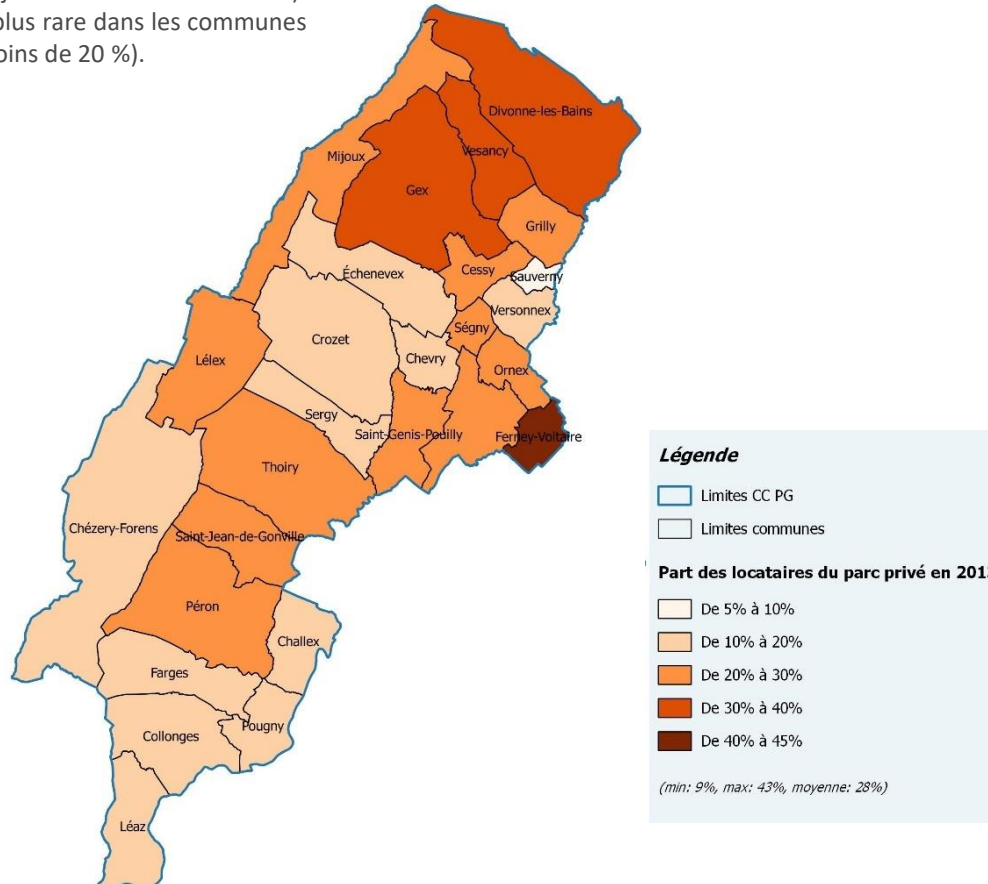 plus rare dans les communes
oins de 20 %).
Divonne-les-Bains
Mijoux
Vesancy
Gex
Grilly
Échenevex
Cessy
Sauverny
Versonnex
Crozet
Ségny
Lélex
Chevry
Ornex
Sergy
Saint-Genis-Pouilly
Ferney-Voltaire
Thoiry
Chézery-Forens
Saint-Jean-de-Gonville
Péron
Challex
Farges
Pougny
Collonges
Léaz
Légende
Limites CC PG
Limites communes
Part des locataires du parc privé en 201
De 5% à 10%
De 10% à 20%
De 20% à 30%
De 30% à 40%
De 40% à 45%
(min: 9%, max: 43%, moyenne: 28%)